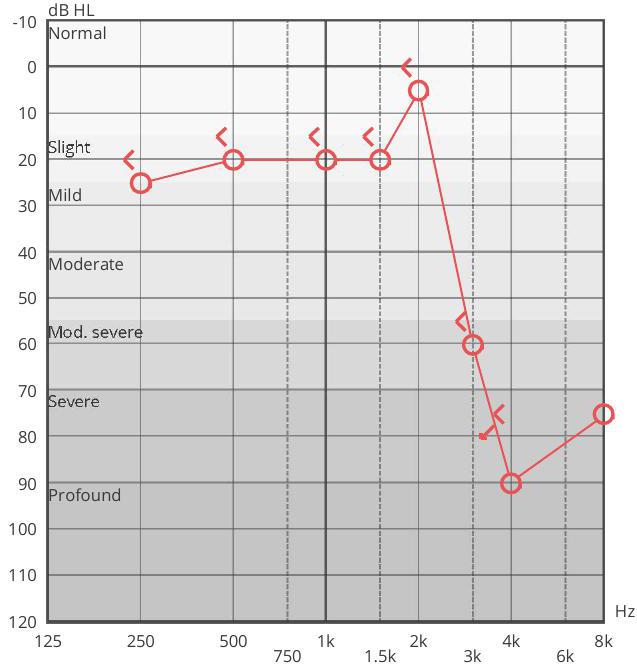 dB HL
-10
Normal
0
10
Slight
20
Mild
30
40
Moderate
50
Mod. severe
60
70
Severe
80
90
Profound
100
110
120
Hz
125 250 500 1k 2k 4k 8k
750 1.5k 3k 6k